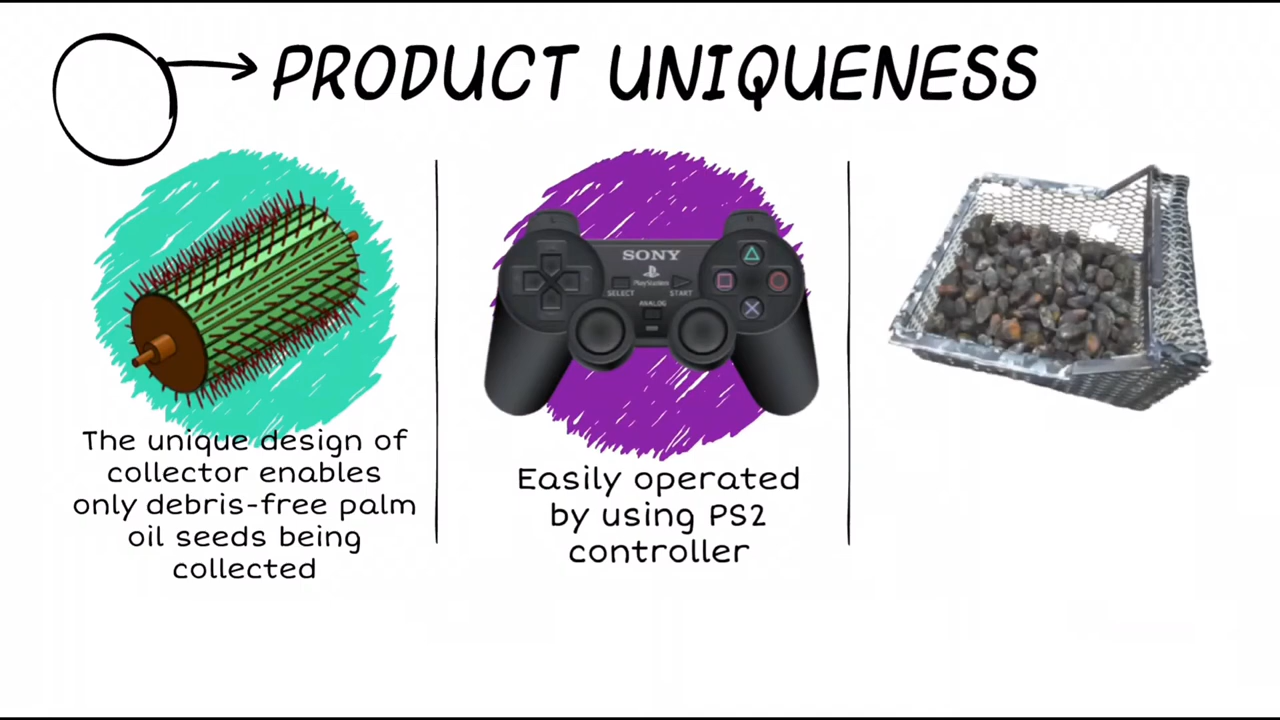 PRODUCT UNIQUENESS
The unique design of
collector enables
only debris-free palm
oil seeds being
collected
L
R
SONY
PlayStation
SELECT
START
ANALOG
Easily operated
by using PS2
controller